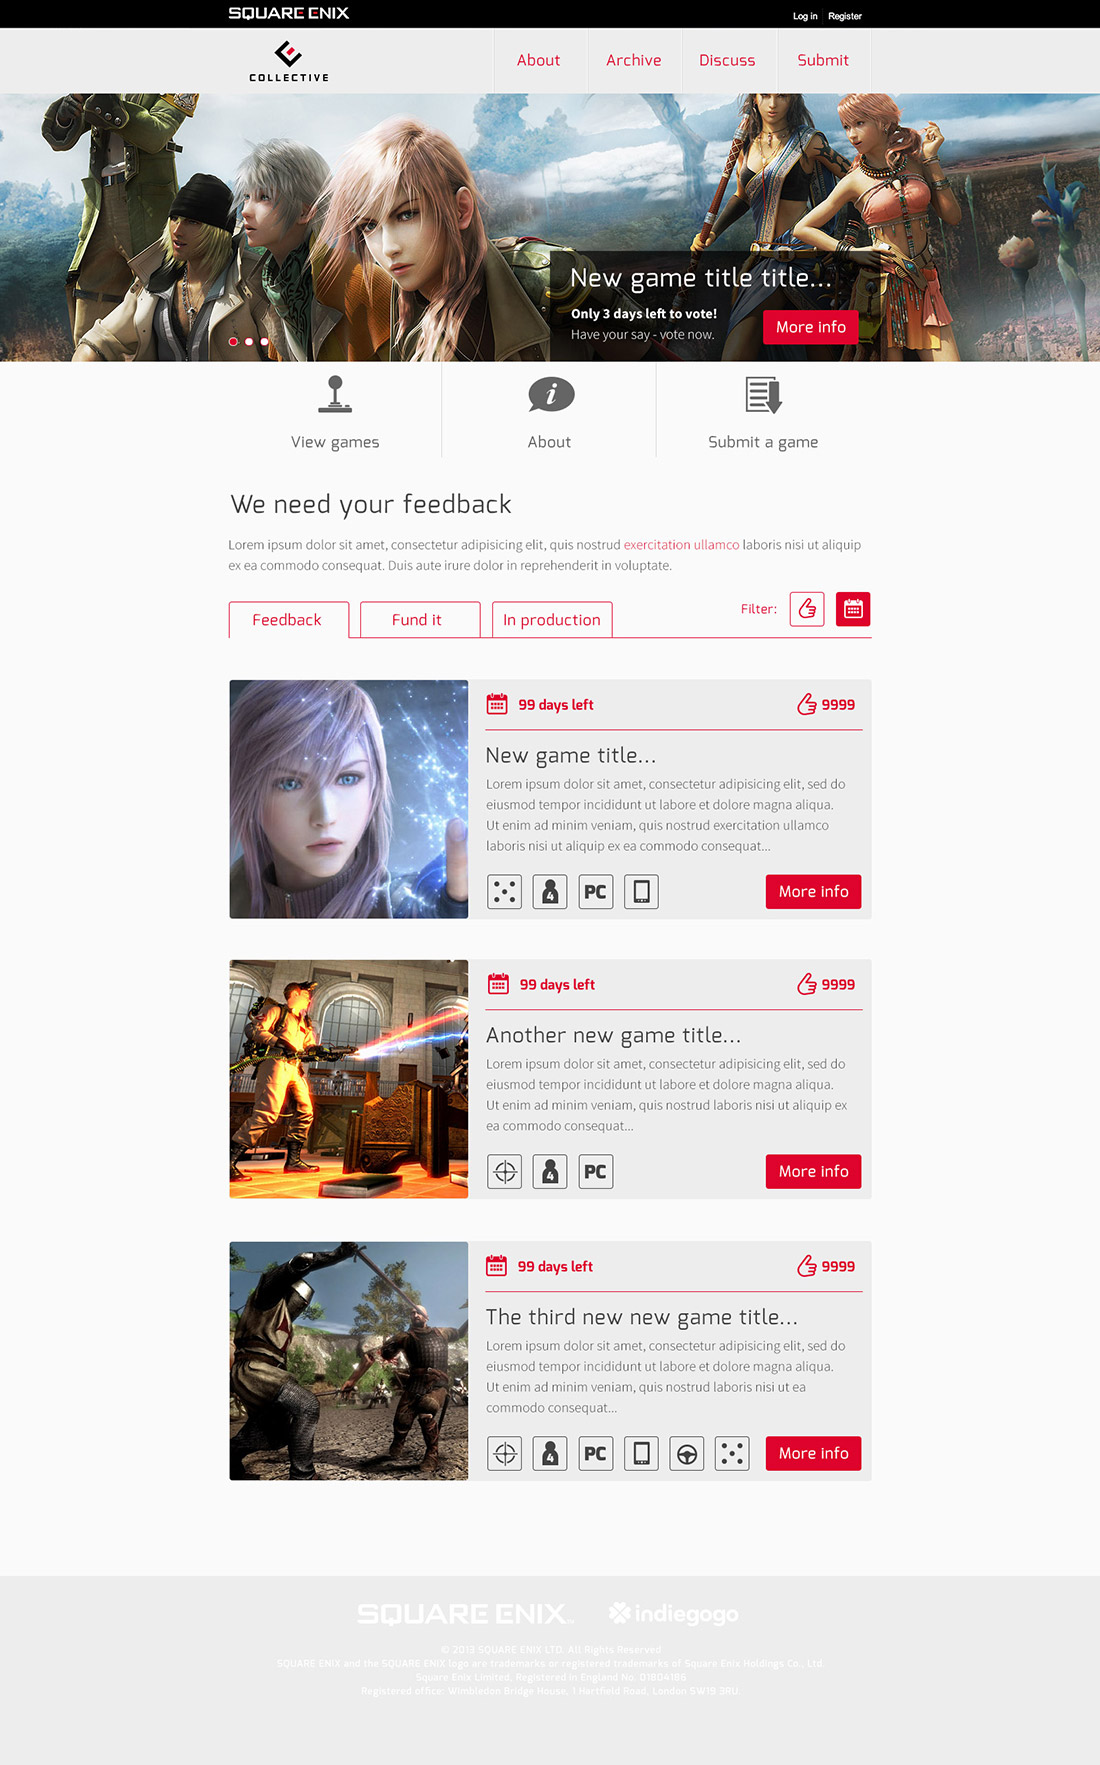 SQUARE ENIX
Log in Register
COLLECTIVE
About Archive Discuss Submit
New game title title...
Only 3 days left to vote!
Have your say - vote now.
More info
View games About Submit a game
We need your feedback
Lorem ipsum dolor sit amet, consectetur adipisicing elit, quis nostrud exercitation ullamco laboris nisi ut aliquip
ex ea commodo consequat. Duis aute irure dolor in reprehenderit in voluptate.
Feedback Fund it In production Filter:
99 days left 9999
New game title...
Lorem ipsum dolor sit amet, consectetur adipisicing elit, sed do
eiusmod tempor incididunt ut labore et dolore magna aliqua.
Ut enim ad minim veniam, quis nostrud exercitation ullamco
laboris nisi ut aliquip ex ea commodo consequat...
4 PC More info
99 days left 9999
Another new game title...
Lorem ipsum dolor sit amet, consectetur adipisicing elit, sed do
eiusmod tempor incididunt ut labore et dolore magna aliqua.
Ut enim ad minim veniam, quis nostrud laboris nisi ut aliquip ex
ea commodo consequat...
4 PC More info
99 days left 9999
The third new new game title...
Lorem ipsum dolor sit amet, consectetur adipisicing elit, sed do
eiusmod tempor incididunt ut labore et dolore magna aliqua.
Ut enim ad minim veniam, quis nostrud laboris nisi ut ea
commodo consequat...
4 PC More info
SQUARE ENIX indiegogo
© 2013 SQUARE ENIX LTD. All Rights Reserved
SQUARE ENIX and the SQUARE ENIX logo are trademarks or registered trademarks of Square Enix Holdings Co., Ltd.
Square Enix Limited, Registered in England No. 01804186
Registered office: Wimbledon Bridge House, 1 Hartfield Road, London SW19 3RU.